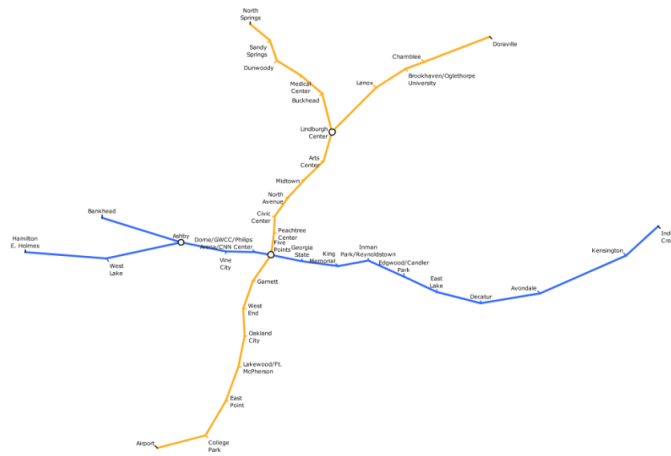 North
Springs
Sandy
Springs
Dunwoody
Medical
Center
Buckhead
Doraville
Chamblee
Brookhaven/Oglethorpe
University
Lenox
Lindburgh
Center
Arts
Center
Midtown
North
Avenue
Civic
Center
Peachtree
Center
Five
Points
Bankhead
Ashby
Hamilton
E. Holmes
West
Lake
Dome/GWCC/Philips
Arena/CNN Center
Vine
City
Georgia
State
King
Memorial
Inman
Park/Reynoldstown
Edgwood/Candler
Park
East
Lake
Decatur
Avondale
Kensington
Indi
Cre
Garnett
West
End
Oakland
City
Lakewood/Ft.
McPherson
East
Point
College
Park
Airport